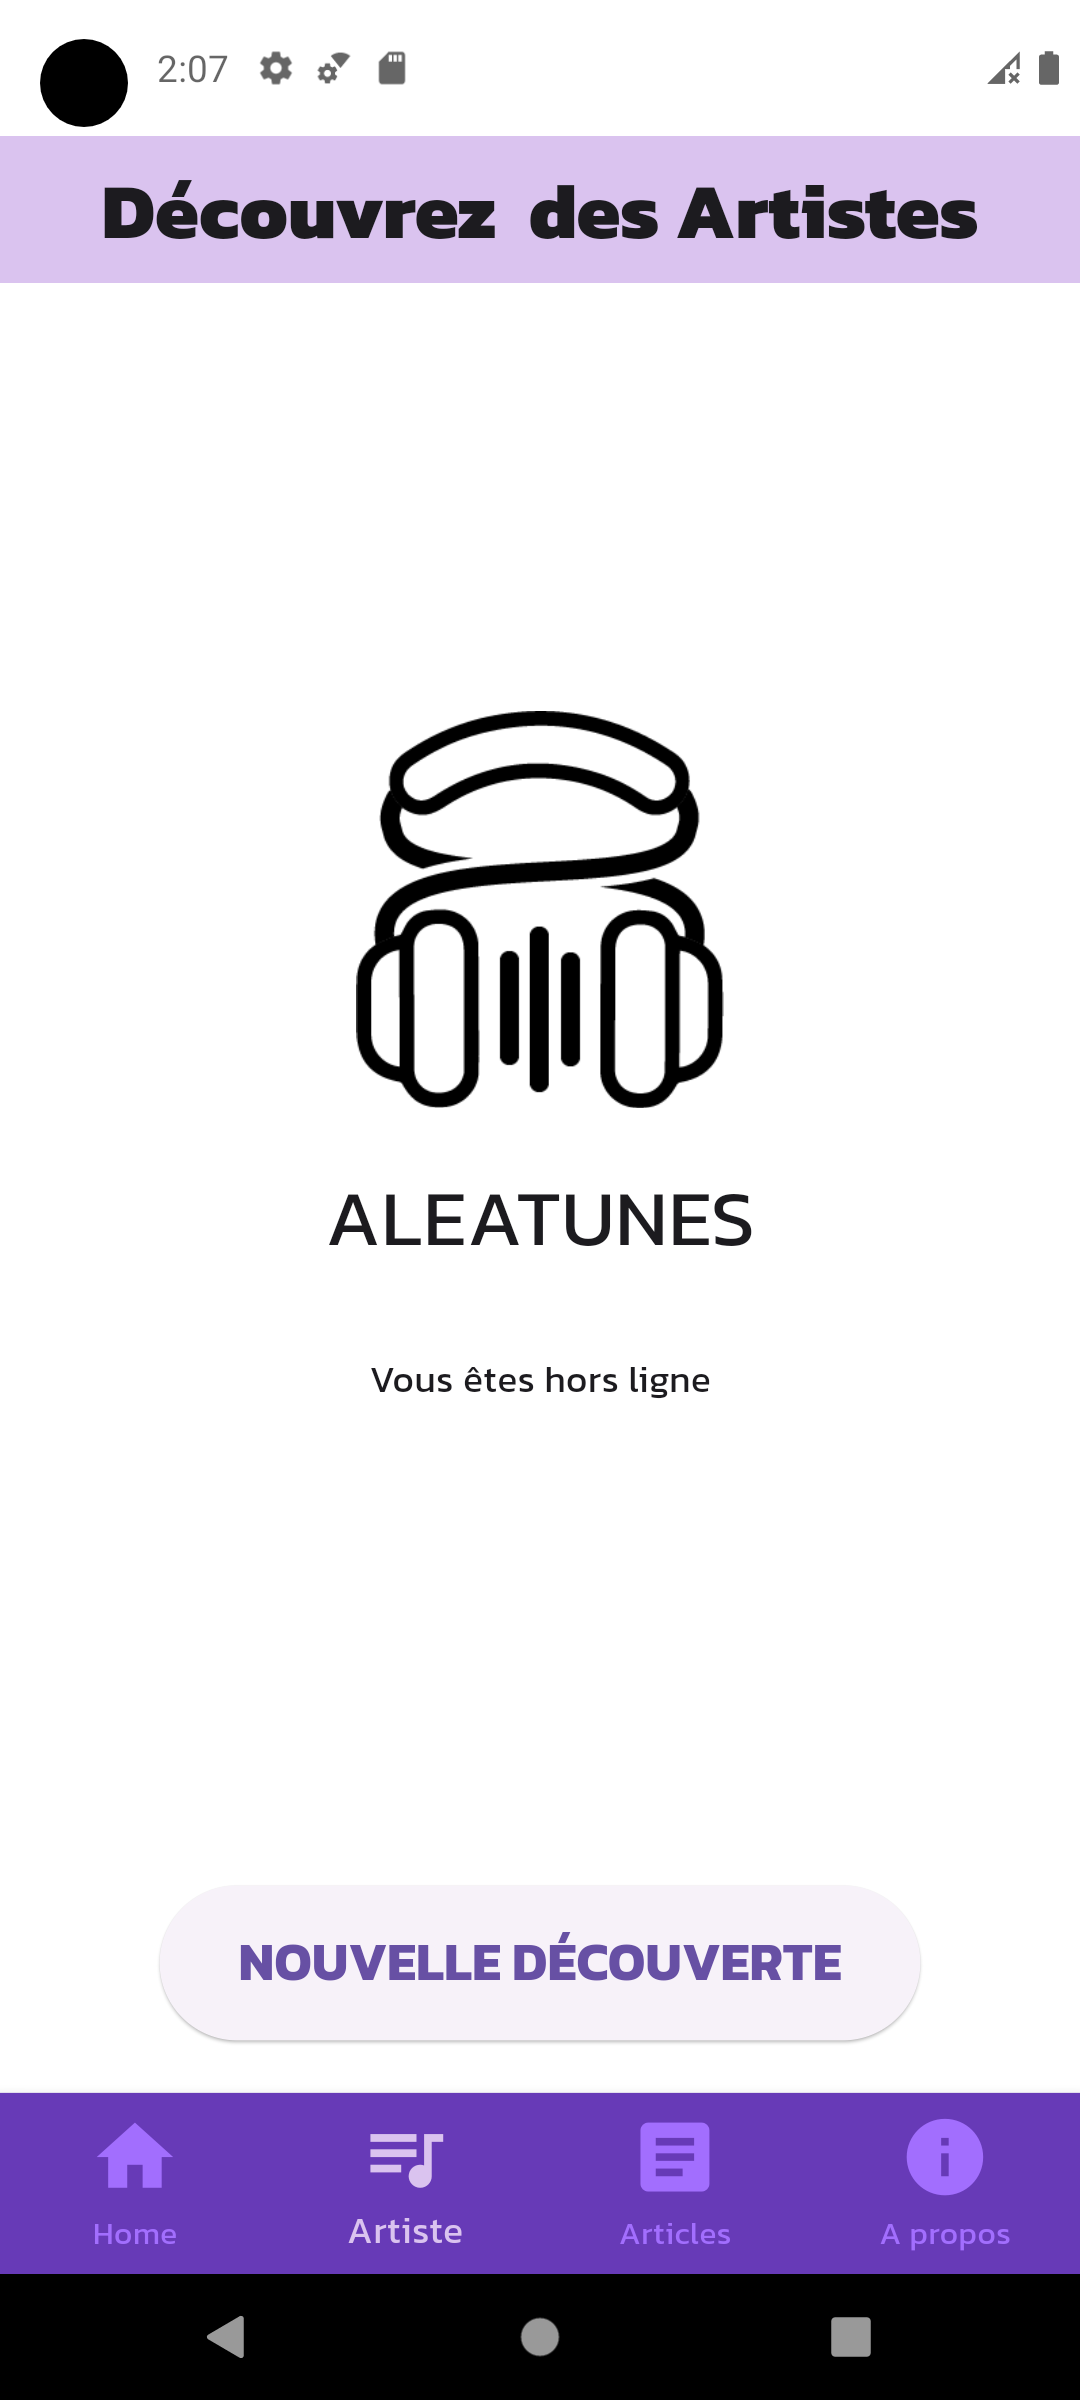 2:07
Découvrez  des Artistes
ALEATUNES
Vous êtes hors ligne
NOUVELLE DÉCOUVERTE
Home
Artiste
Articles
A propos